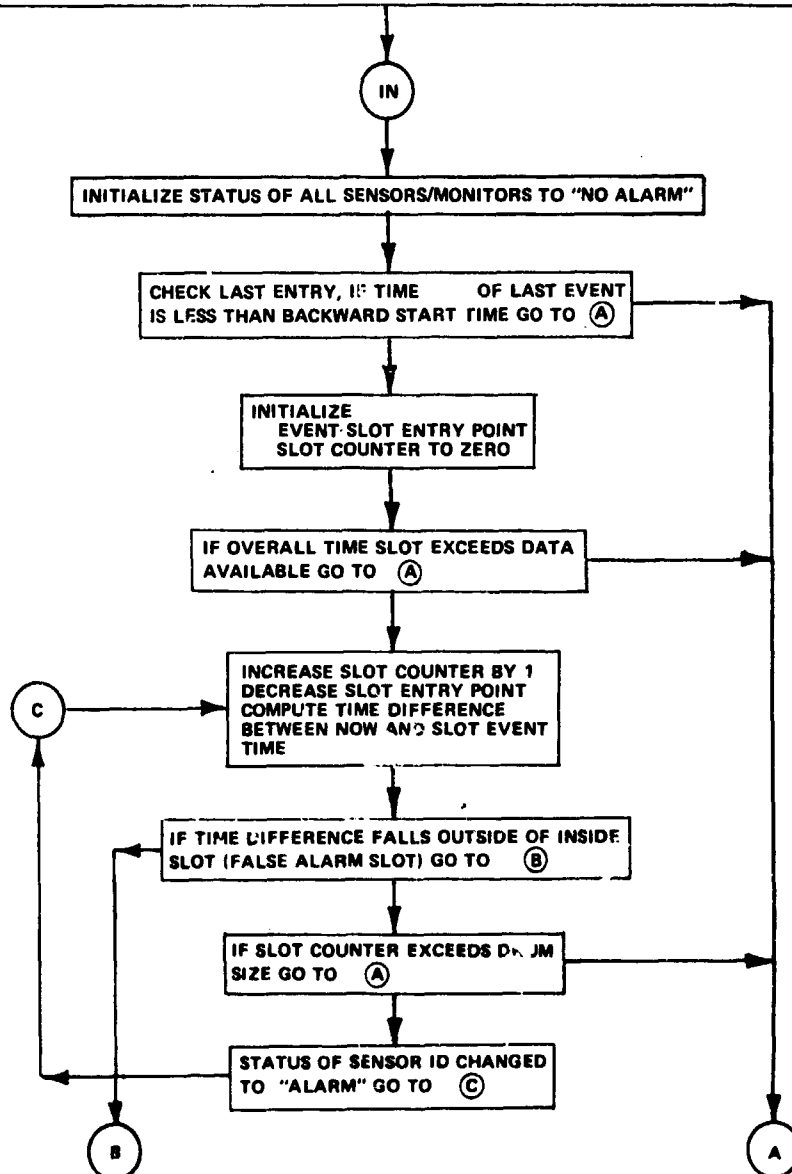 IN
INITIALIZE STATUS OF ALL SENSORS/MONITORS TO "NO ALARM"
CHECK LAST ENTRY, IF TIME OF LAST EVENT
IS LESS THAN BACKWARD START TIME GO TO A
INITIALIZE
EVENT SLOT ENTRY POINT
SLOT COUNTER TO ZERO
IF OVERALL TIME SLOT EXCEEDS DATA
AVAILABLE GO TO A
C
INCREASE SLOT COUNTER BY 1
DECREASE SLOT ENTRY POINT
COMPUTE TIME DIFFERENCE
BETWEEN NOW AND SLOT EVENT
TIME
IF TIME DIFFERENCE FALLS OUTSIDE OF INSIDE
SLOT (FALSE ALARM SLOT) GO TO B
IF SLOT COUNTER EXCEEDS
SIZE GO TO A
STATUS OF SENSOR ID CHANGED
TO "ALARM" GO TO C
B
A